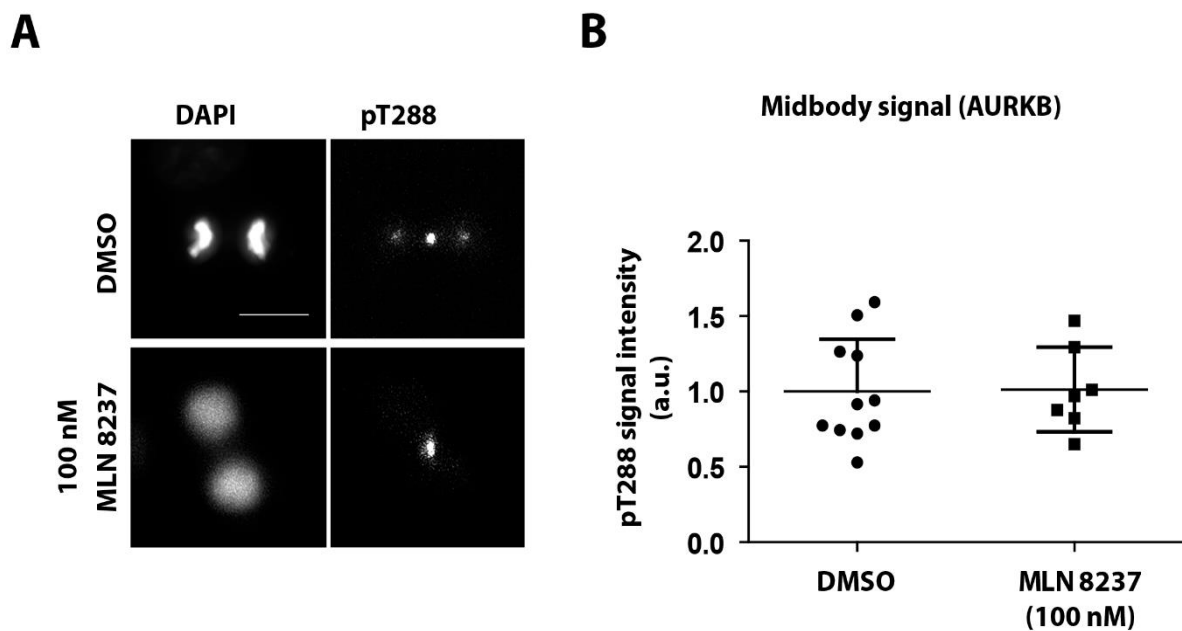 A
B
DAPI
pT288
DMSO
100 nM
MLN 8237
Midbody signal (AURKB)
pT288 signal intensity
(a.u.)
2.0
1.5
1.0
0.5
0.0
DMSO
MLN 8237
(100 nM)